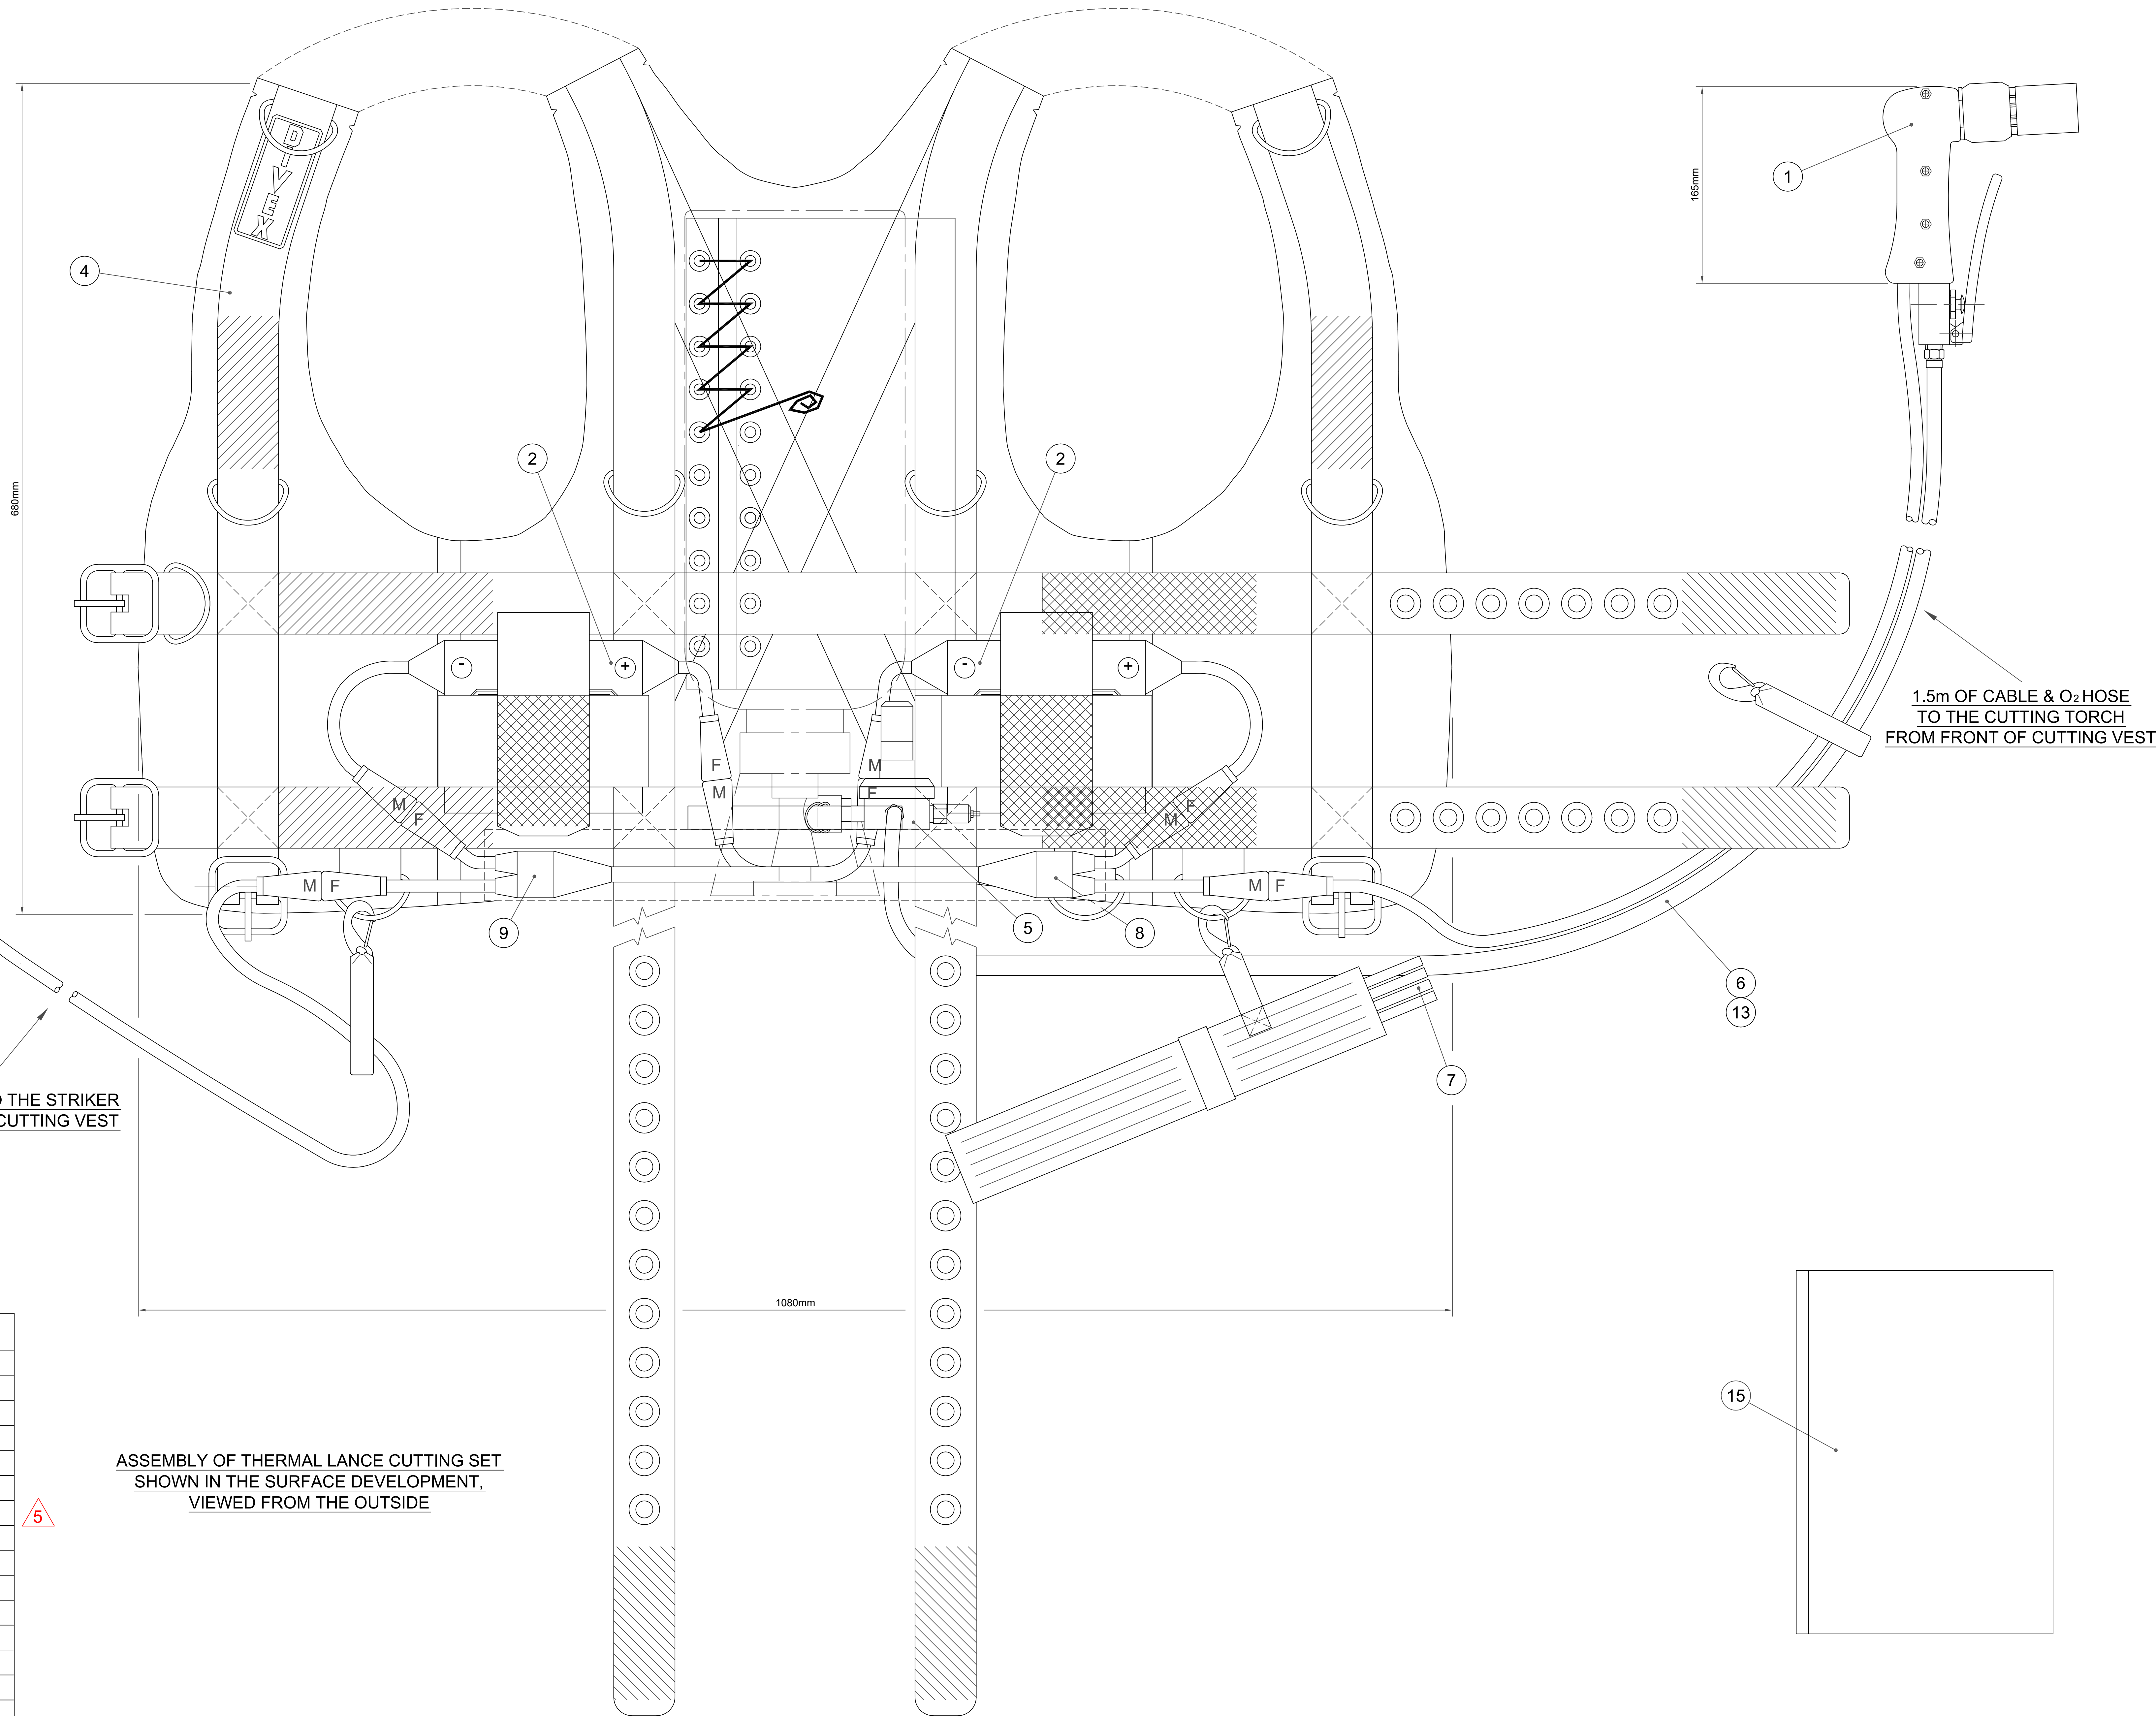 DIVEX
680mm
165mm
1
4
2
2
- + - +
1.5m OF CABLE & O₂ HOSE
TO THE CUTTING TORCH
FROM FRONT OF CUTTING VEST
F
M
M
F
M
F
F
M
M F
M F
9
8
5
6
13
7
THE STRIKER
CUTTING VEST
1080mm
15
ASSEMBLY OF THERMAL LANCE CUTTING SET
SHOWN IN THE SURFACE DEVELOPMENT,
VIEWED FROM THE OUTSIDE
5